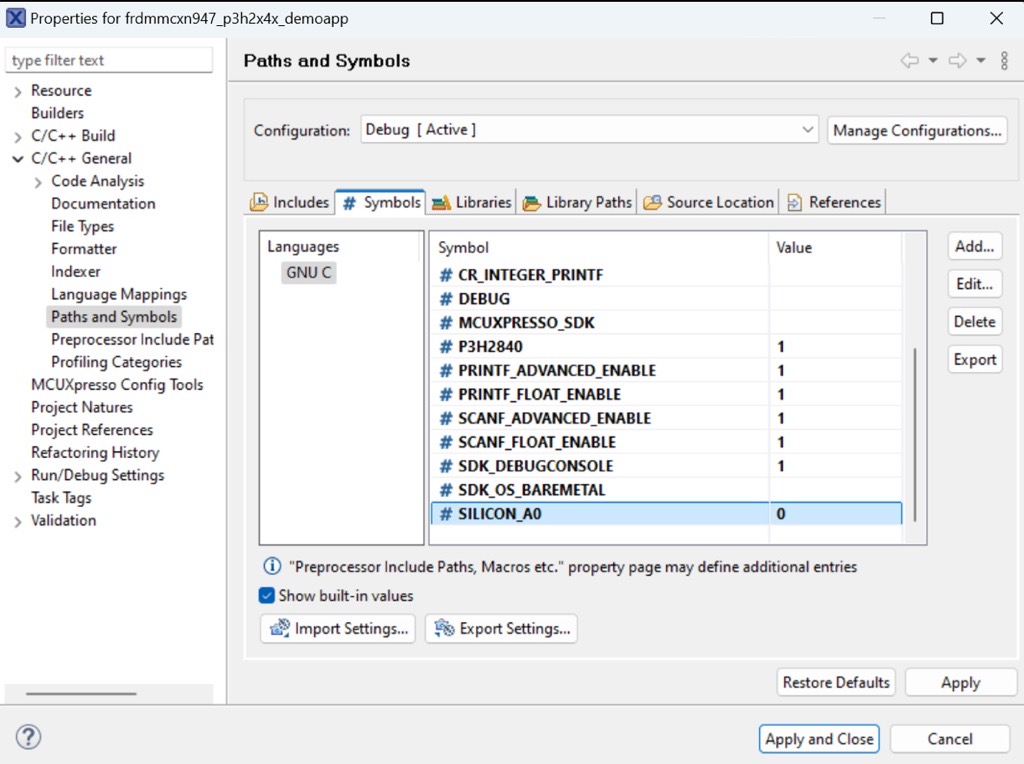 Properties for frdmmcxn947_p3h2x4x_demoapp
type filter text
Resource
Builders
C/C++ Build
C/C++ General
Code Analysis
Documentation
File Types
Formatter
Indexer
Language Mappings
Paths and Symbols
Preprocessor Include Pat
Profiling Categories
MCUXpresso Config Tools
Project Natures
Project References
Refactoring History
Run/Debug Settings
Task Tags
Validation
Paths and Symbols
Configuration: Debug [ Active ] Manage Configurations...
Includes # Symbols Libraries Library Paths Source Location References
Languages
GNU C
Symbol Value
# CR_INTEGER_PRINTF
# DEBUG
# MCUXPRESSO_SDK
# P3H2840 1
# PRINTF_ADVANCED_ENABLE 1
# PRINTF_FLOAT_ENABLE 1
# SCANF_ADVANCED_ENABLE 1
# SCANF_FLOAT_ENABLE 1
# SDK_DEBUGCONSOLE 1
# SDK_OS_BAREMETAL
# SILICON_A0 0
Add...
Edit...
Delete
Export
"Preprocessor Include Paths, Macros etc." property page may define additional entries
Show built-in values
Import Settings... Export Settings...
Restore Defaults Apply
? Apply and Close Cancel